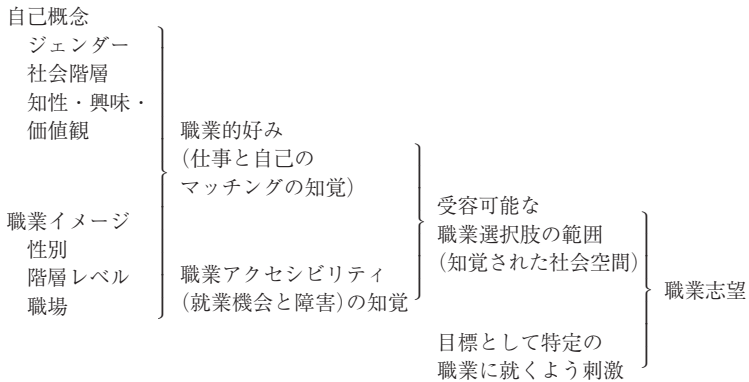 自己概念
ジェンダー
社会階層
知性・興味・
価値観
職業イメージ
性別
階層レベル
職場
職業的好み
(仕事と自己の
マッチングの知覚)
職業アクセシビリティ
(就業機会と障害)の知覚
受容可能な
職業選択肢の範囲
(知覚された社会空間)
目標として特定の
職業に就くよう刺激
職業志望